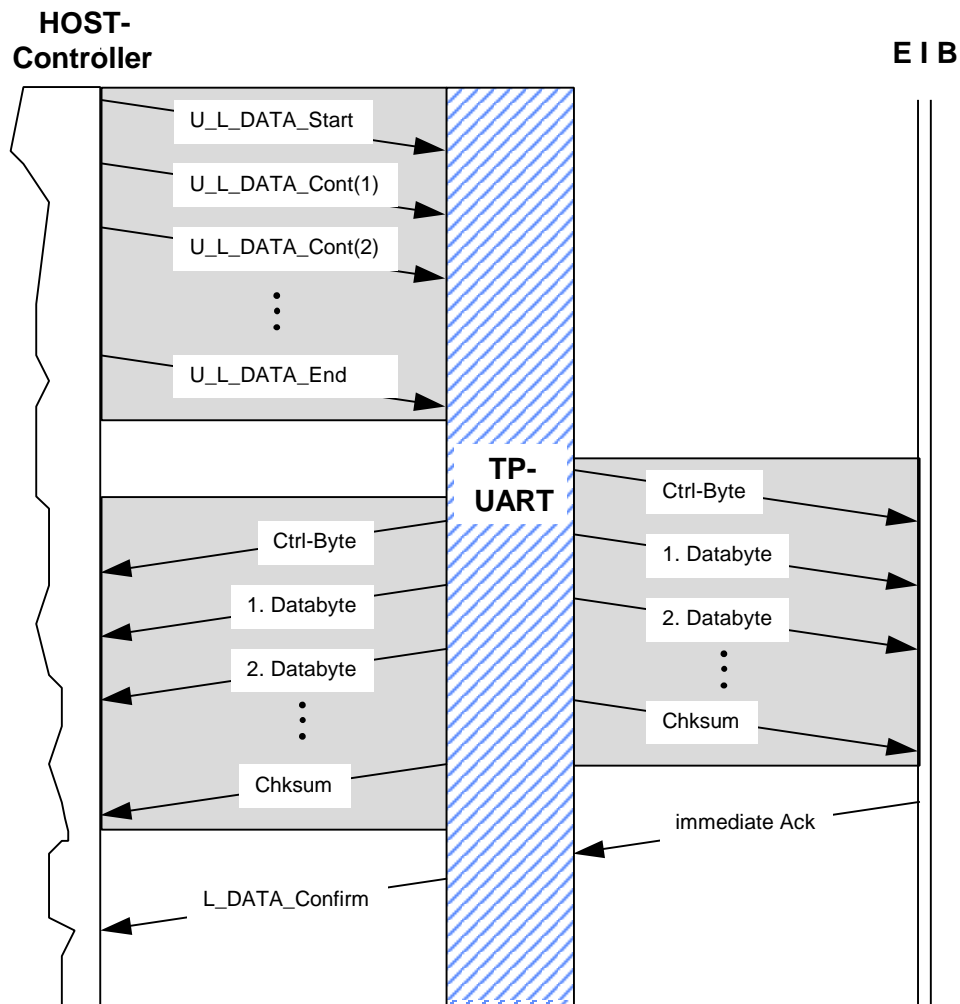 HOST-
Controller
E I B
U_L_DATA_Start
U_L_DATA_Cont(1)
U_L_DATA_Cont(2)
U_L_DATA_End
TP-
UART
Ctrl-Byte
1. Databyte
2. Databyte
Chksum
Ctrl-Byte
1. Databyte
2. Databyte
Chksum
immediate Ack
L_DATA_Confirm